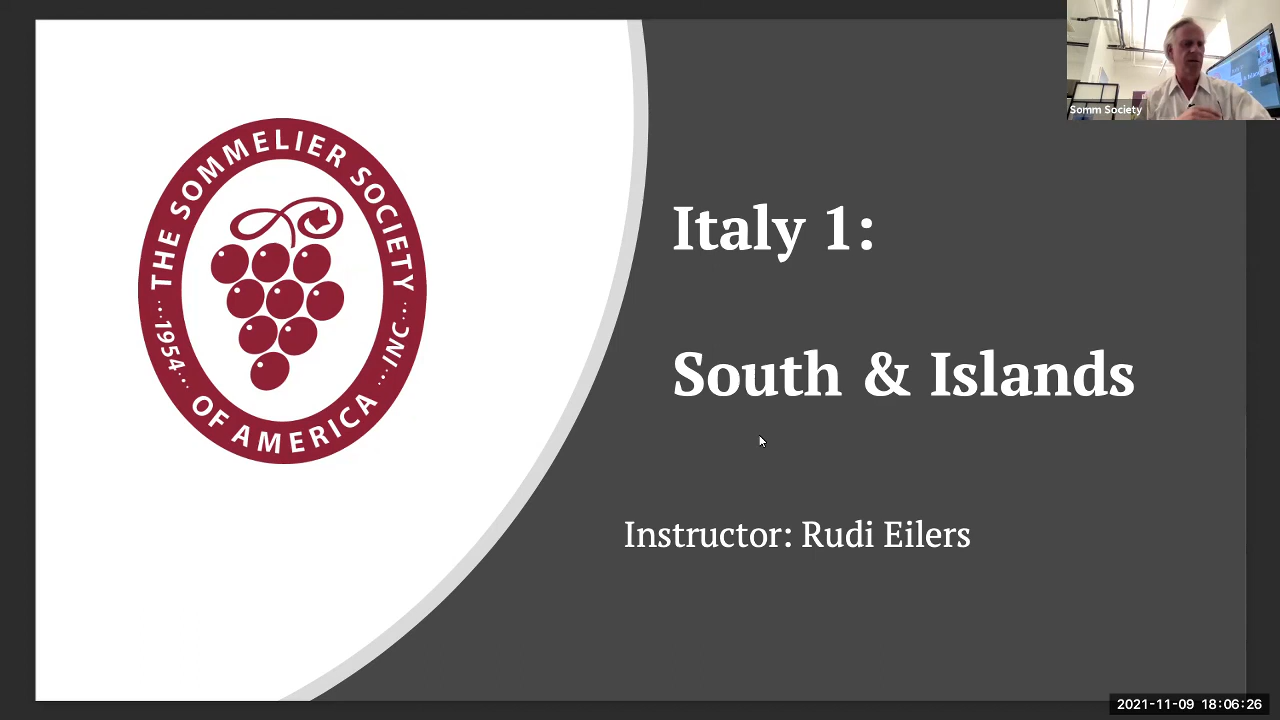 Somm Society
THE SOMMELIER SOCIETY
OF AMERICA
INC
1954
Italy 1:
South & Islands
Instructor: Rudi Eilers
2021-11-09 18:06:26